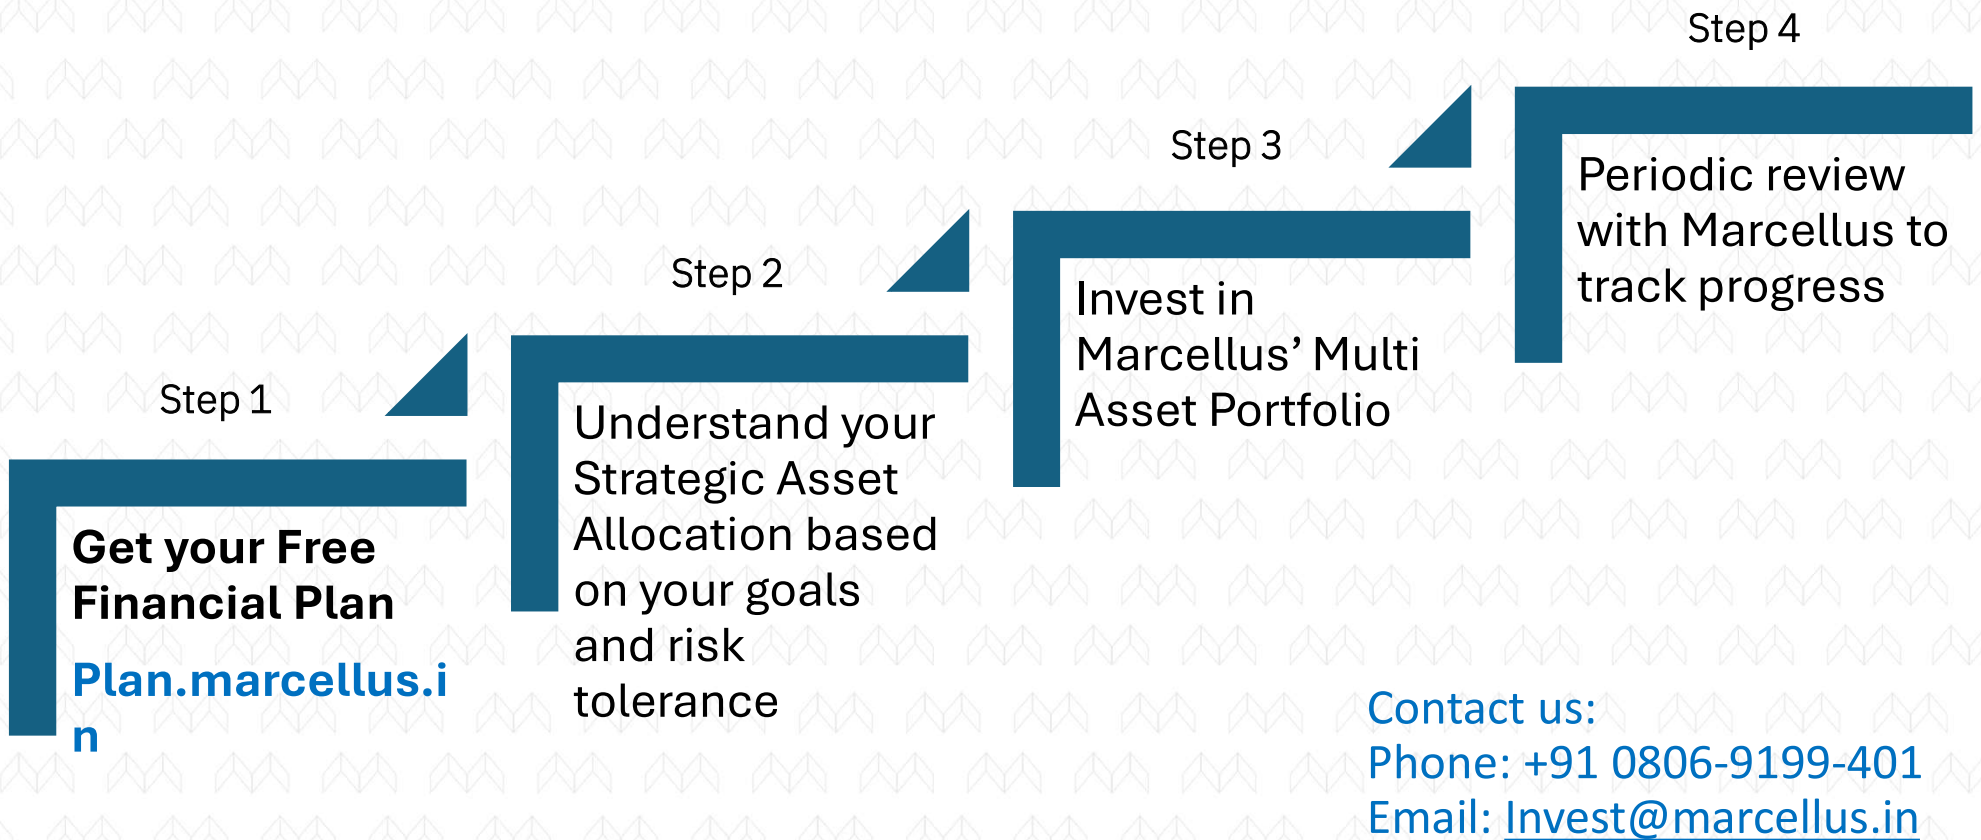 Step 1
Get your Free
Financial Plan
Plan.marcellus.i
n
Step 2
Understand your
Strategic Asset
Allocation based
on your goals
and risk
tolerance
Step 3
Invest in
Marcellus’ Multi
Asset Portfolio
Step 4
Periodic review
with Marcellus to
track progress
Contact us:
Phone: +91 0806-9199-401
Email: Invest@marcellus.in